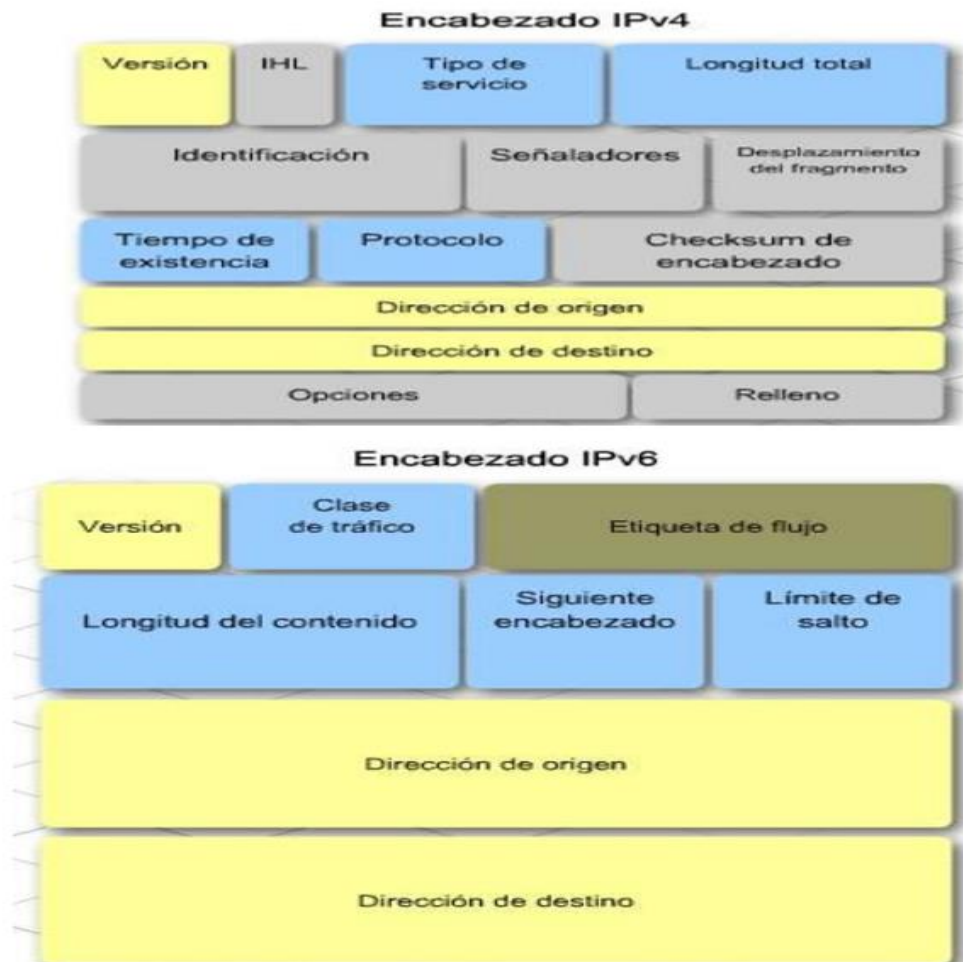 Encabezado IPv4
Versión
IHL
Tipo de
servicio
Longitud total
Identificación
Señaladores
Desplazamiento
del fragmento
Tiempo de
existencia
Protocolo
Checksum de
encabezado
Dirección de origen
Dirección de destino
Opciones
Relleno
Encabezado IPv6
Versión
Clase
de tráfico
Etiqueta de flujo
Longitud del contenido
Siguiente
encabezado
Límite de
salto
Dirección de origen
Dirección de destino